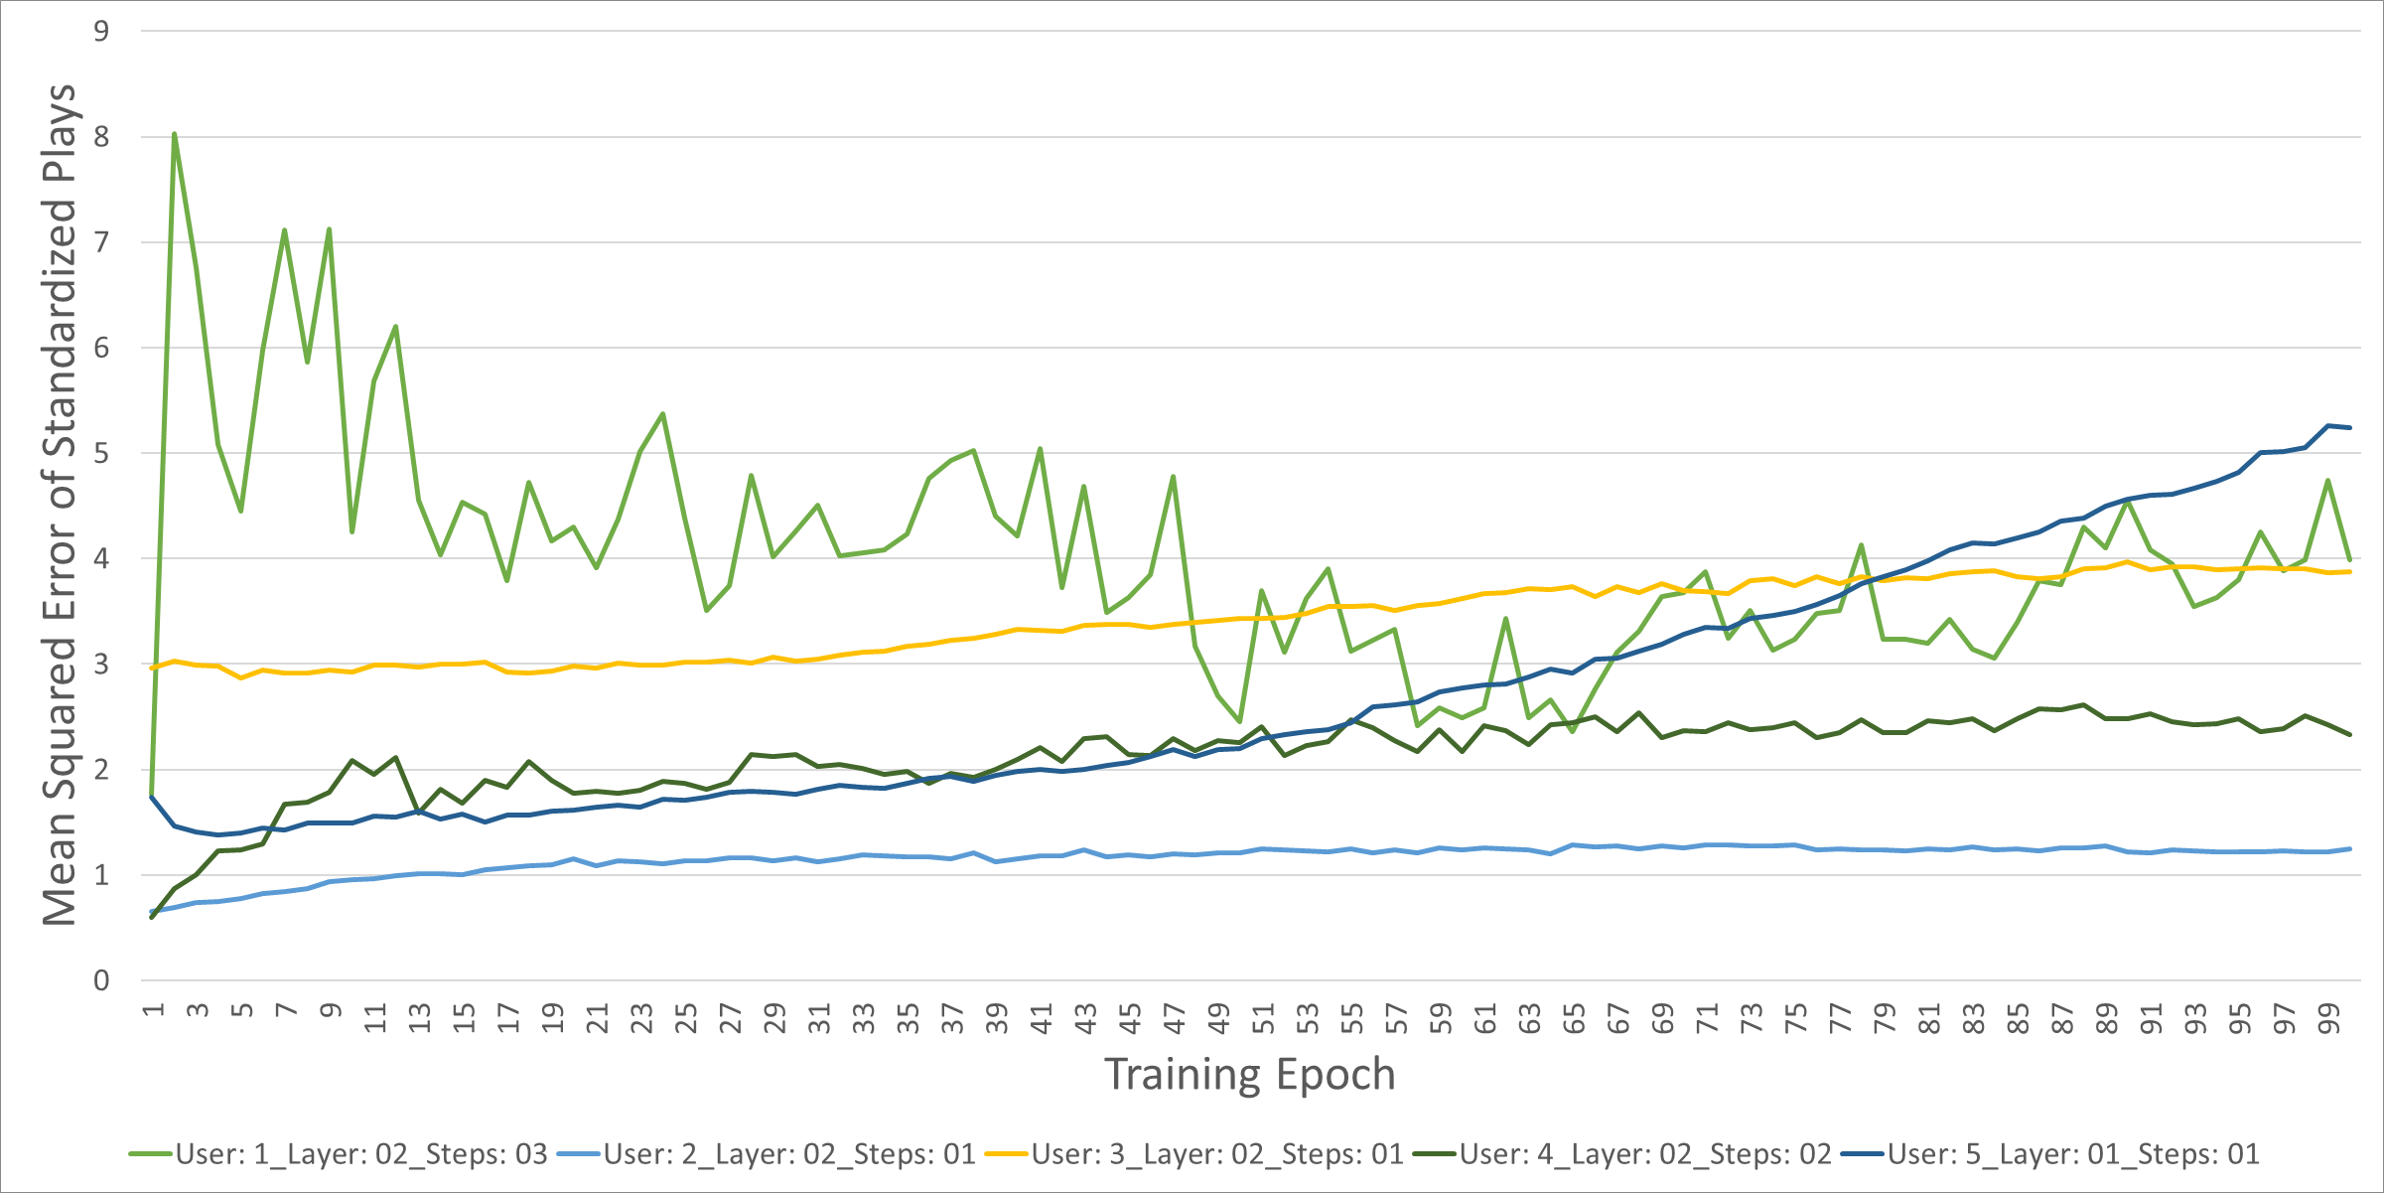 Mean Squared Error of Standardized Plays
9
8
7
6
5
4
3
2
1
0
1 3 5 7 9 11 13 15 17 19 21 23 25 27 29 31 33 35 37 39 41 43 45 47 49 51 53 55 57 59 61 63 65 67 69 71 73 75 77 79 81 83 85 87 89 91 93 95 97 99
Training Epoch
User: 1_Layer: 02_Steps: 03 User: 2_Layer: 02_Steps: 01 User: 3_Layer: 02_Steps: 01 User: 4_Layer: 02_Steps: 02 User: 5_Layer: 01_Steps: 01